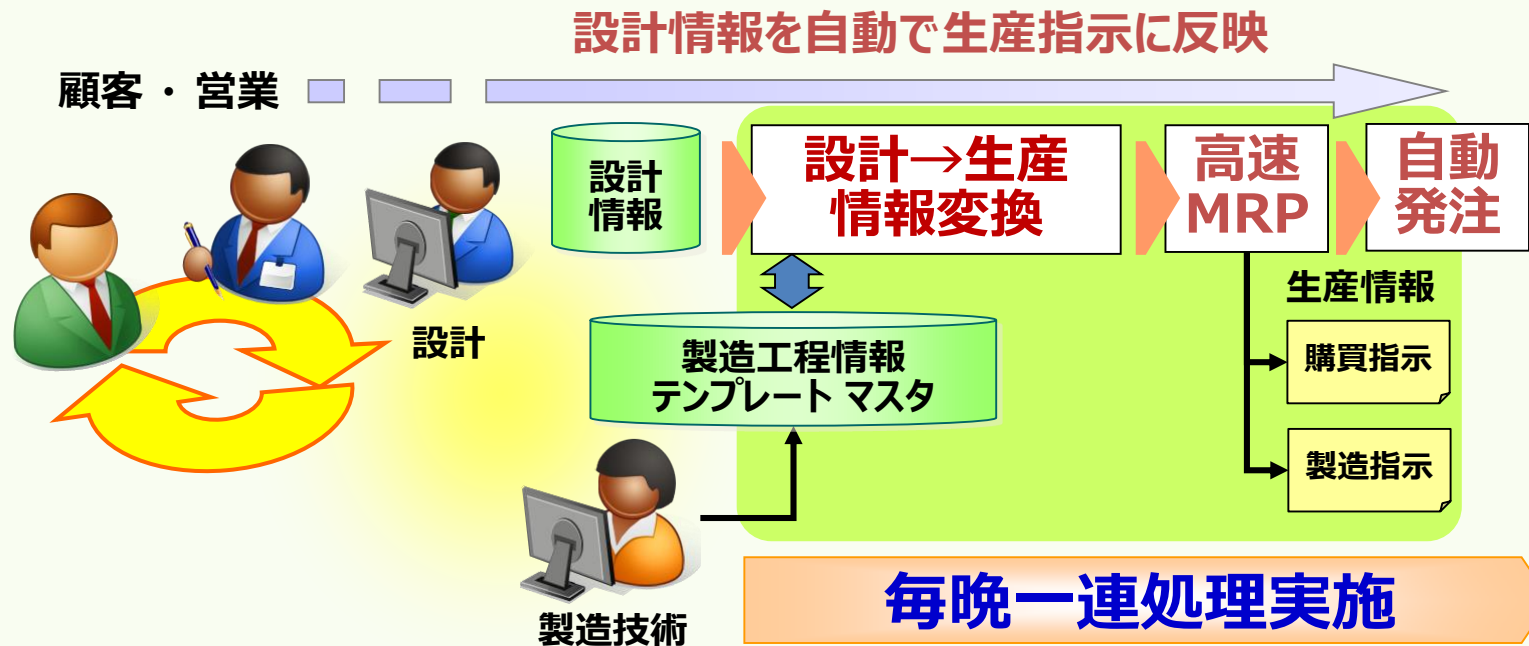 設計情報を自動で生産指示に反映
顧客・営業
設計
情報
設計→生産
情報変換
高速
MRP
自動
発注
設計
生産情報
製造工程情報
テンプレート マスタ
購買指示
製造指示
製造技術
毎晩一連処理実施